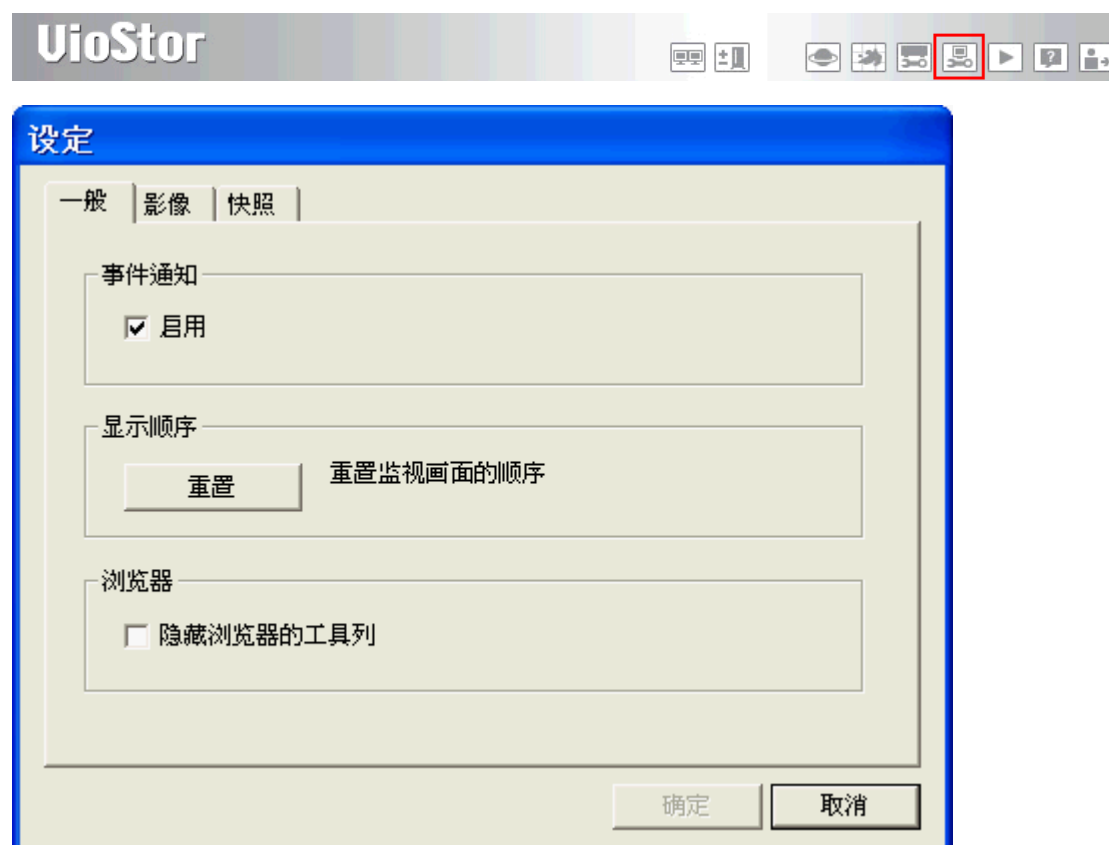 VioStor
设定
一般 影像 快照
事件通知
启用
显示顺序
重置 重置监视画面的顺序
浏览器
隐藏浏览器的工具列
确定 取消